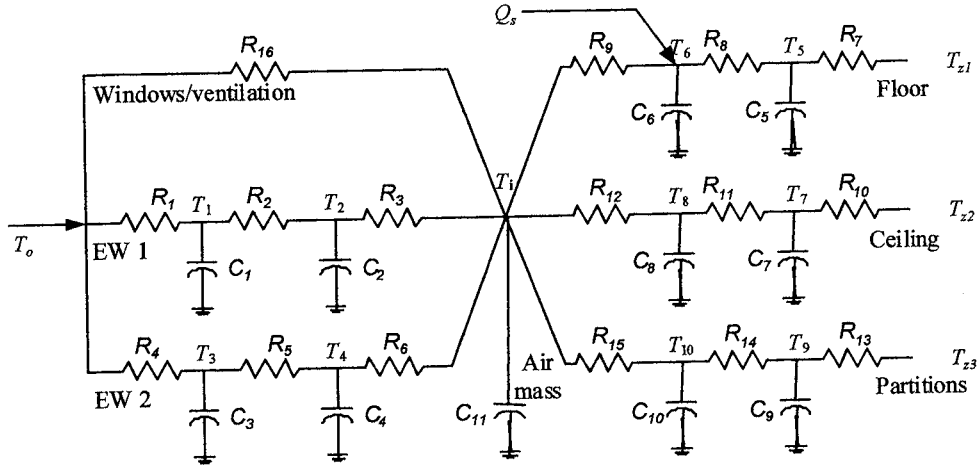 Qs
R16 R9 T6 R8 T5 R7 Tz1
Windows/ventilation Floor
C6 C5
Ti
R1 T1 R2 T2 R3 R12 T8 R11 T7 R10 Tz2
To EW 1 Ceiling
C1 C2 C8 C7
R4 T3 R5 T4 R6 R15 T10 R14 T9 R13 Tz3
Air
mass
EW 2 Partitions
C3 C4 C11 C10 C9